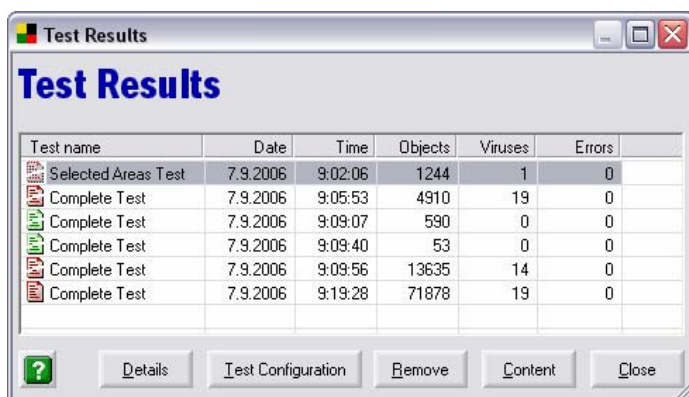 Test Results
Test Results
Test name Date Time Objects Viruses Errors
Selected Areas Test 7.9.2006 9:02:06 1244 1 0
Complete Test 7.9.2006 9:05:53 4910 19 0
Complete Test 7.9.2006 9:09:07 590 0 0
Complete Test 7.9.2006 9:09:40 53 0 0
Complete Test 7.9.2006 9:09:56 13635 14 0
Complete Test 7.9.2006 9:19:28 71878 19 0
? Details Test Configuration Remove Content Close